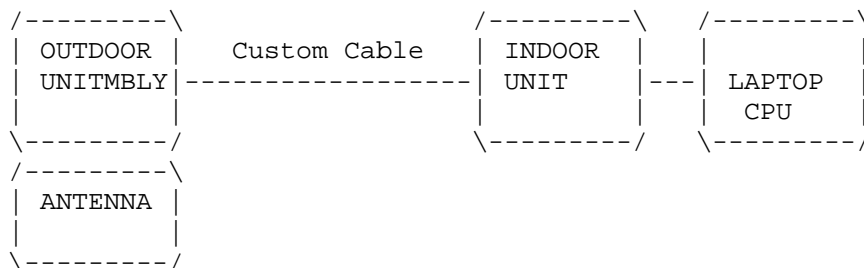 OUTDOOR Custom Cable INDOOR
UNITMBLY UNIT LAPTOP
CPU
ANTENNA